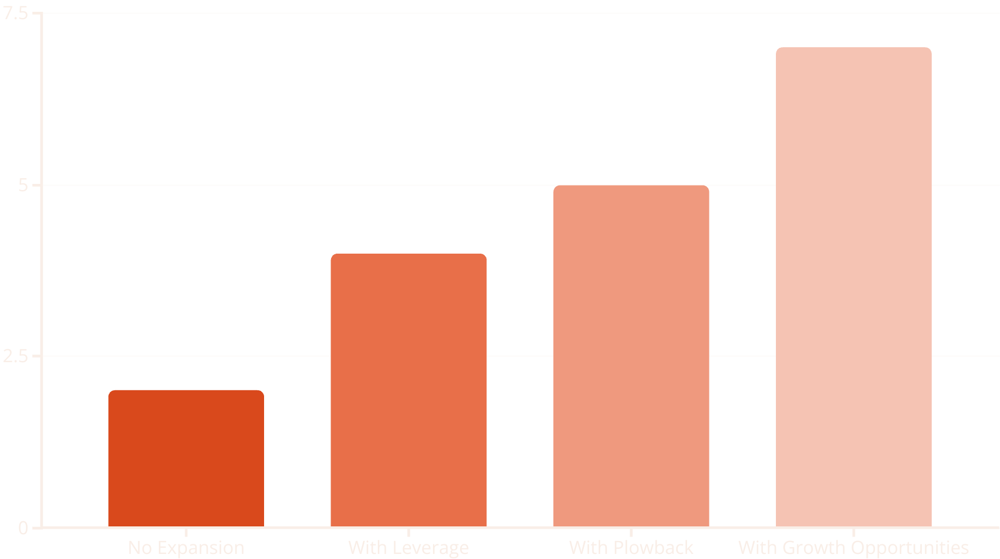 7.5
5
2.5
0
No Expansion
With Leverage
With Plowback
With Growth Opportunities